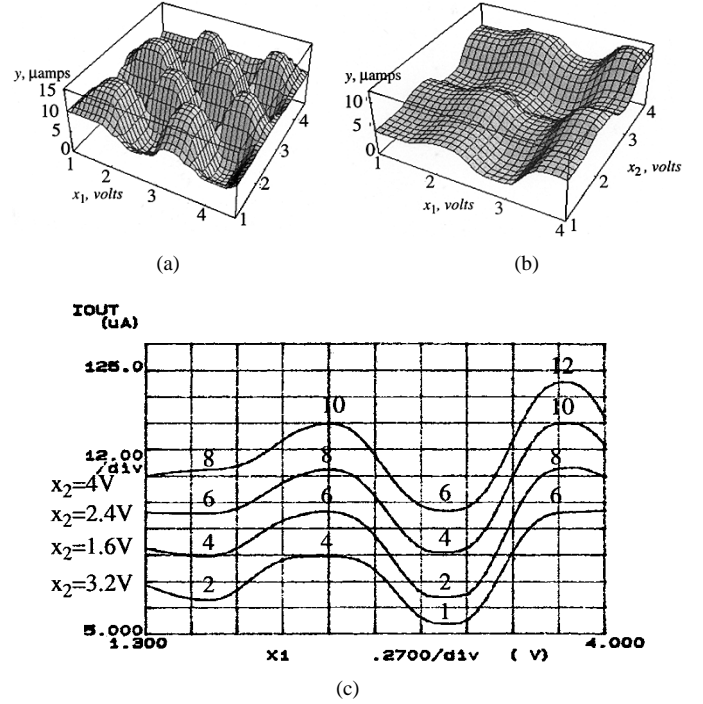 (a) (b)
y, μamps
15
10
5
0
1
2
3
4
x₁, volts
1
2
3
4
y, μamps
10
5
0
1
2
3
4
x₁, volts
1
2
3
4
x₂, volts
(a)
(b)
IOUT
(uA)
125.0
12.00
/div
x₂=4V
x₂=2.4V
x₂=1.6V
x₂=3.2V
5.000
8 10 6 12
6 8 4 10
4 6 2 8
2 4 1 6
1.300 X1 .2700/div ( V) 4.000
(c)